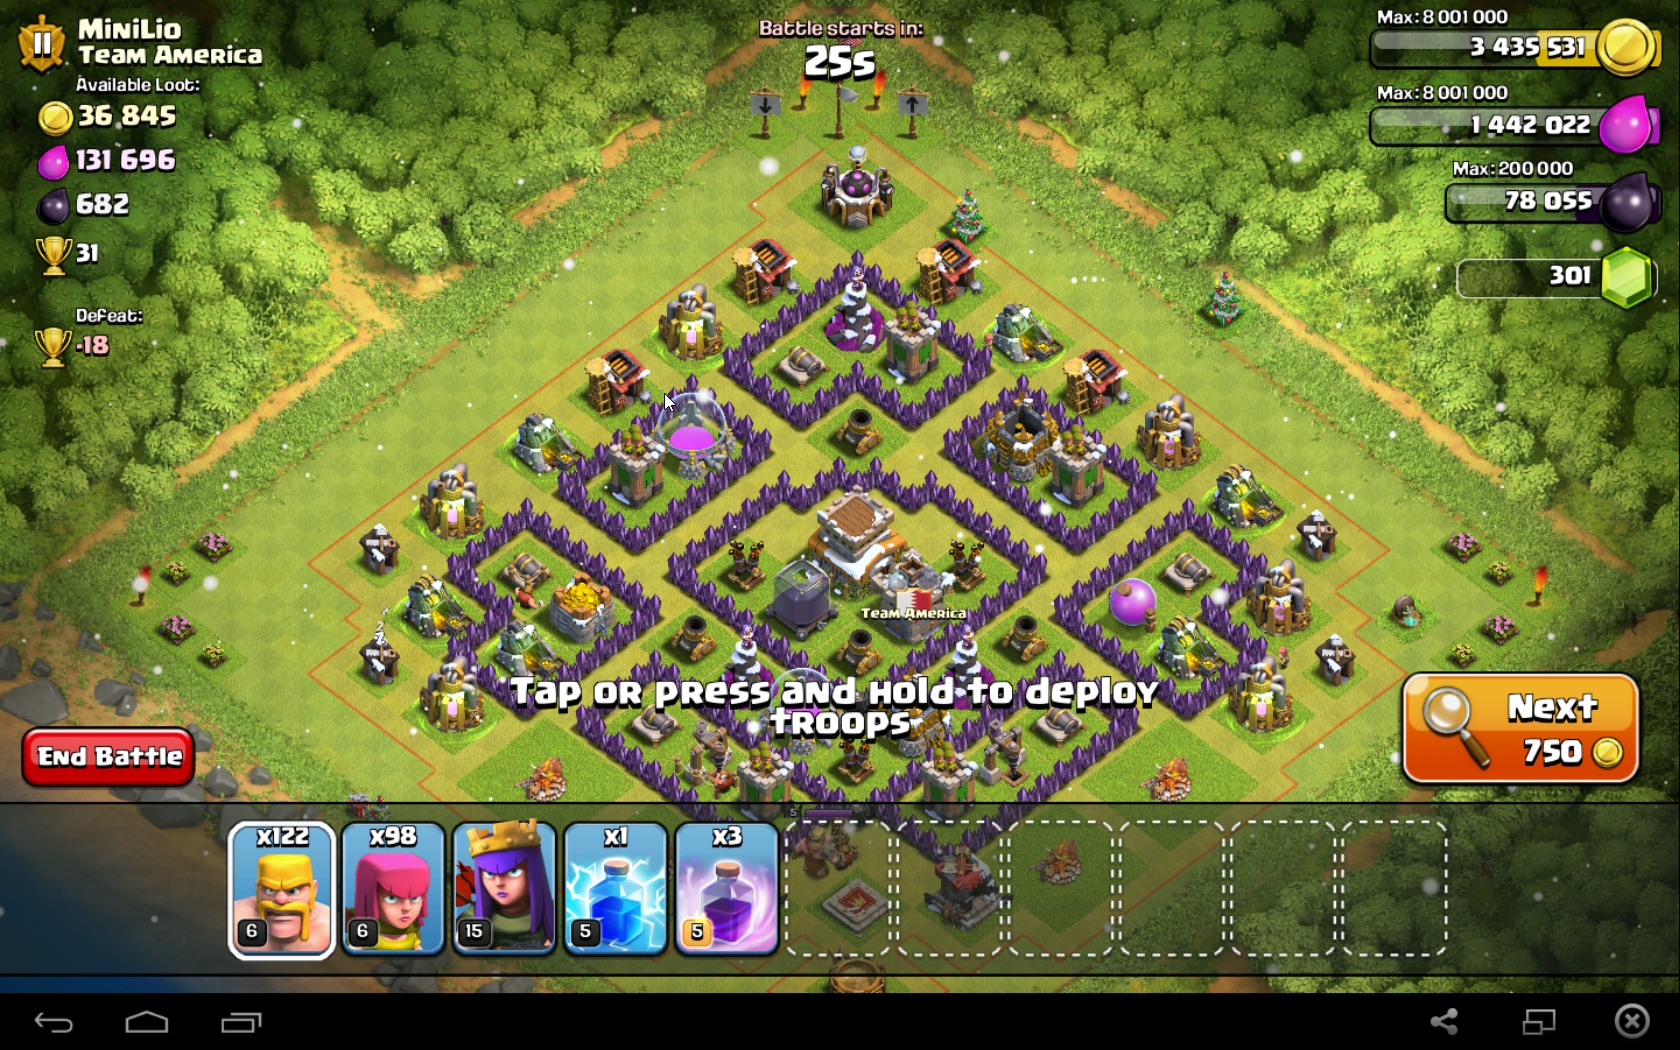 MiniLio
Team America
Available Loot:
36 845
131 696
682
31
Defeat:
-18
Battle starts in:
25s
Max: 8 001 000
3 435 531
Max: 8 001 000
1 442 022
Max: 200 000
78 055
301
Team America
Tap or press and hold to deploy
troops
End Battle
Next
750
x122
x98
x1
x3
6
6
15
5
5
5